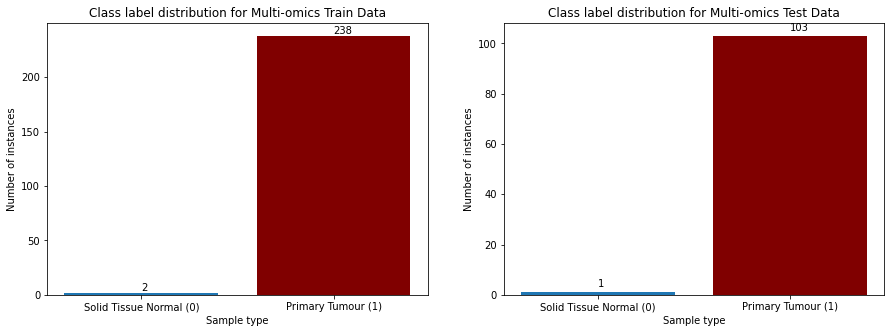 Class label distribution for Multi-omics Train Data
238
200
150
100
50
0
Number of instances
2
Solid Tissue Normal (0)
Primary Tumour (1)
Sample type
Class label distribution for Multi-omics Test Data
103
100
80
60
40
20
0
Number of instances
1
Solid Tissue Normal (0)
Primary Tumour (1)
Sample type